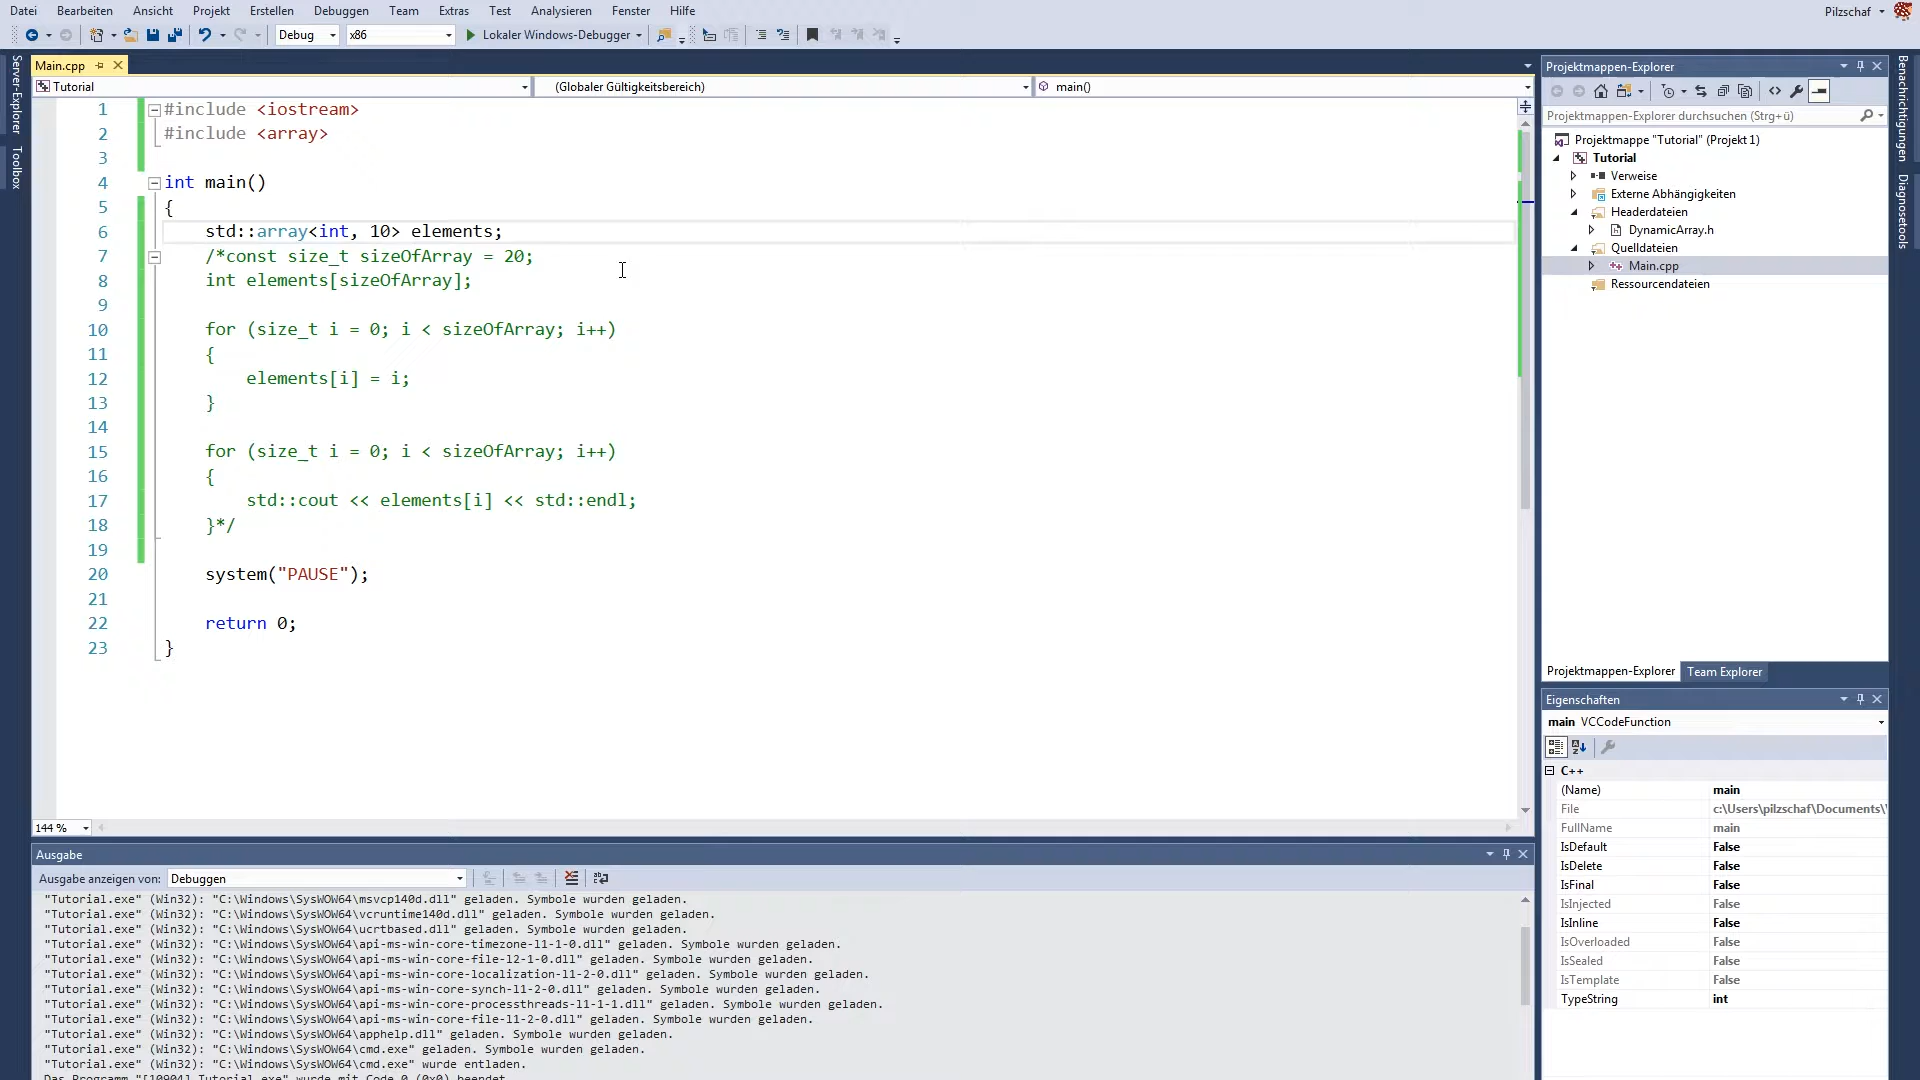 Datei Bearbeiten Ansicht Projekt Erstellen Debuggen Team Extras Test Analysieren Fenster Hilfe Pilzschaf
Debug x86 Lokaler Windows-Debugger
Server-Explorer
Toolbox
Main.cpp
Tutorial (Globaler Gültigkeitsbereich) main()
1 #include <iostream>
2 #include <array>
3
4 int main()
5 {
6 std::array<int, 10> elements;
7 /*const size_t sizeOfArray = 20;
8 int elements[sizeOfArray];
9
10 for (size_t i = 0; i < sizeOfArray; i++)
11 {
12 elements[i] = i;
13 }
14
15 for (size_t i = 0; i < sizeOfArray; i++)
16 {
17 std::cout << elements[i] << std::endl;
18 }*/
19
20 system("PAUSE");
21
22 return 0;
23 }
144 %
Ausgabe
Ausgabe anzeigen von: Debuggen
"Tutorial.exe" (Win32): "C:\Windows\SysWOW64\msvcp140d.dll" geladen. Symbole wurden geladen.
"Tutorial.exe" (Win32): "C:\Windows\SysWOW64\vcruntime140d.dll" geladen. Symbole wurden geladen.
"Tutorial.exe" (Win32): "C:\Windows\SysWOW64\ucrtbased.dll" geladen. Symbole wurden geladen.
"Tutorial.exe" (Win32): "C:\Windows\SysWOW64\api-ms-win-core-timezone-l1-1-0.dll" geladen. Symbole wurden geladen.
"Tutorial.exe" (Win32): "C:\Windows\SysWOW64\api-ms-win-core-file-l2-1-0.dll" geladen. Symbole wurden geladen.
"Tutorial.exe" (Win32): "C:\Windows\SysWOW64\api-ms-win-core-localization-l1-2-0.dll" geladen. Symbole wurden geladen.
"Tutorial.exe" (Win32): "C:\Windows\SysWOW64\api-ms-win-core-synch-l1-2-0.dll" geladen. Symbole wurden geladen.
"Tutorial.exe" (Win32): "C:\Windows\SysWOW64\api-ms-win-core-processthreads-l1-1-1.dll" geladen. Symbole wurden geladen.
"Tutorial.exe" (Win32): "C:\Windows\SysWOW64\api-ms-win-core-file-l1-2-0.dll" geladen. Symbole wurden geladen.
"Tutorial.exe" (Win32): "C:\Windows\SysWOW64\apphelp.dll" geladen. Symbole wurden geladen.
"Tutorial.exe" (Win32): "C:\Windows\SysWOW64\cmd.exe" geladen. Symbole wurden geladen.
"Tutorial.exe" (Win32): "C:\Windows\SysWOW64\cmd.exe" wurde entladen.
Das Programm "[10904] Tutorial.exe" wurde mit Code 0 (0x0) beendet.
Projektmappen-Explorer
Projektmappen-Explorer durchsuchen (Strg+ü)
Projektmappe "Tutorial" (Projekt 1)
Tutorial
Verweise
Externe Abhängigkeiten
Headerdateien
DynamicArray.h
Quelldateien
Main.cpp
Ressourcendateien
Projektmappen-Explorer Team Explorer
Eigenschaften
main VCCodeFunction
C++
(Name) main
File c:\Users\pilzschaf\Documents\
FullName main
IsDefault False
IsDelete False
IsFinal False
IsInjected False
IsInline False
IsOverloaded False
IsSealed False
IsTemplate False
TypeString int
Benachrichtigungen
Diagnosetools